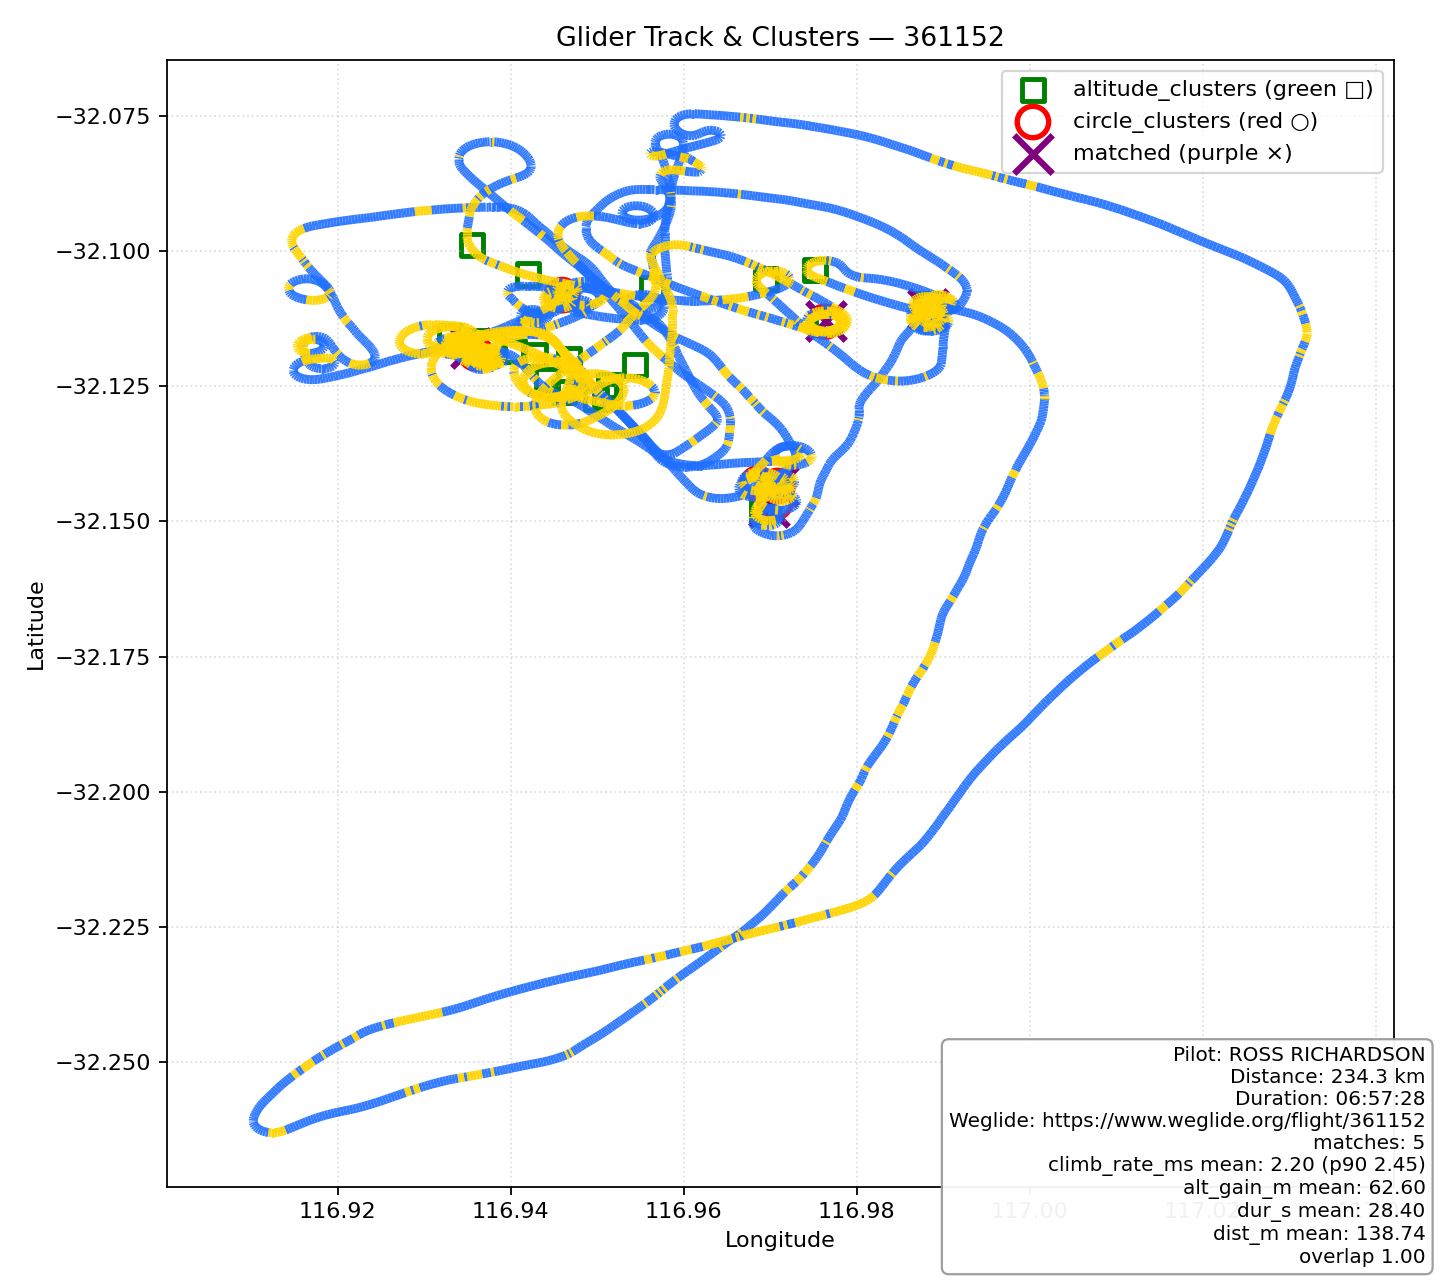 Glider Track & Clusters — 361152
altitude_clusters (green □)
circle_clusters (red ○)
matched (purple ×)
−32.075
−32.100
−32.125
−32.150
−32.175
−32.200
−32.225
−32.250
Latitude
116.92
116.94
116.96
116.98
117.00
117.02
Longitude
Pilot: ROSS RICHARDSON
Distance: 234.3 km
Duration: 06:57:28
Weglide: https://www.weglide.org/flight/361152
matches: 5
climb_rate_ms mean: 2.20 (p90 2.45)
alt_gain_m mean: 62.60
dur_s mean: 28.40
dist_m mean: 138.74
overlap 1.00